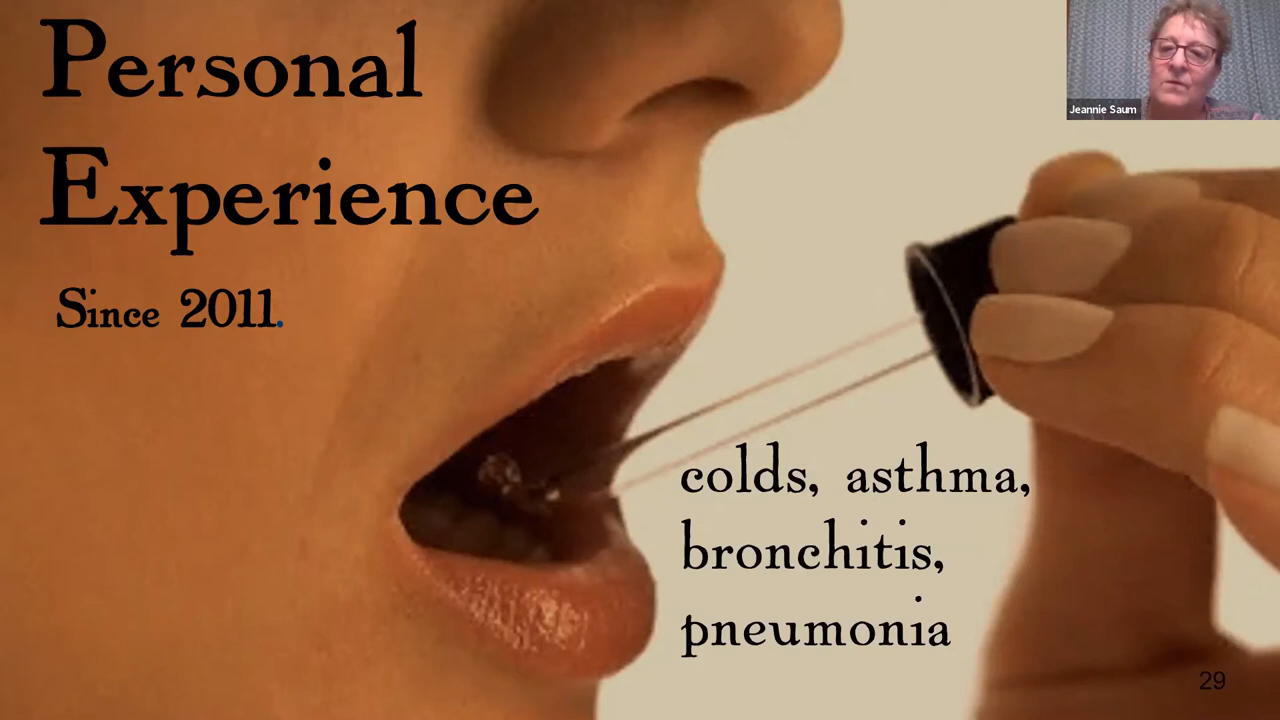 Personal
Experience
Since 2011.
colds, asthma,
bronchitis,
pneumonia
Jeannie Saum
29